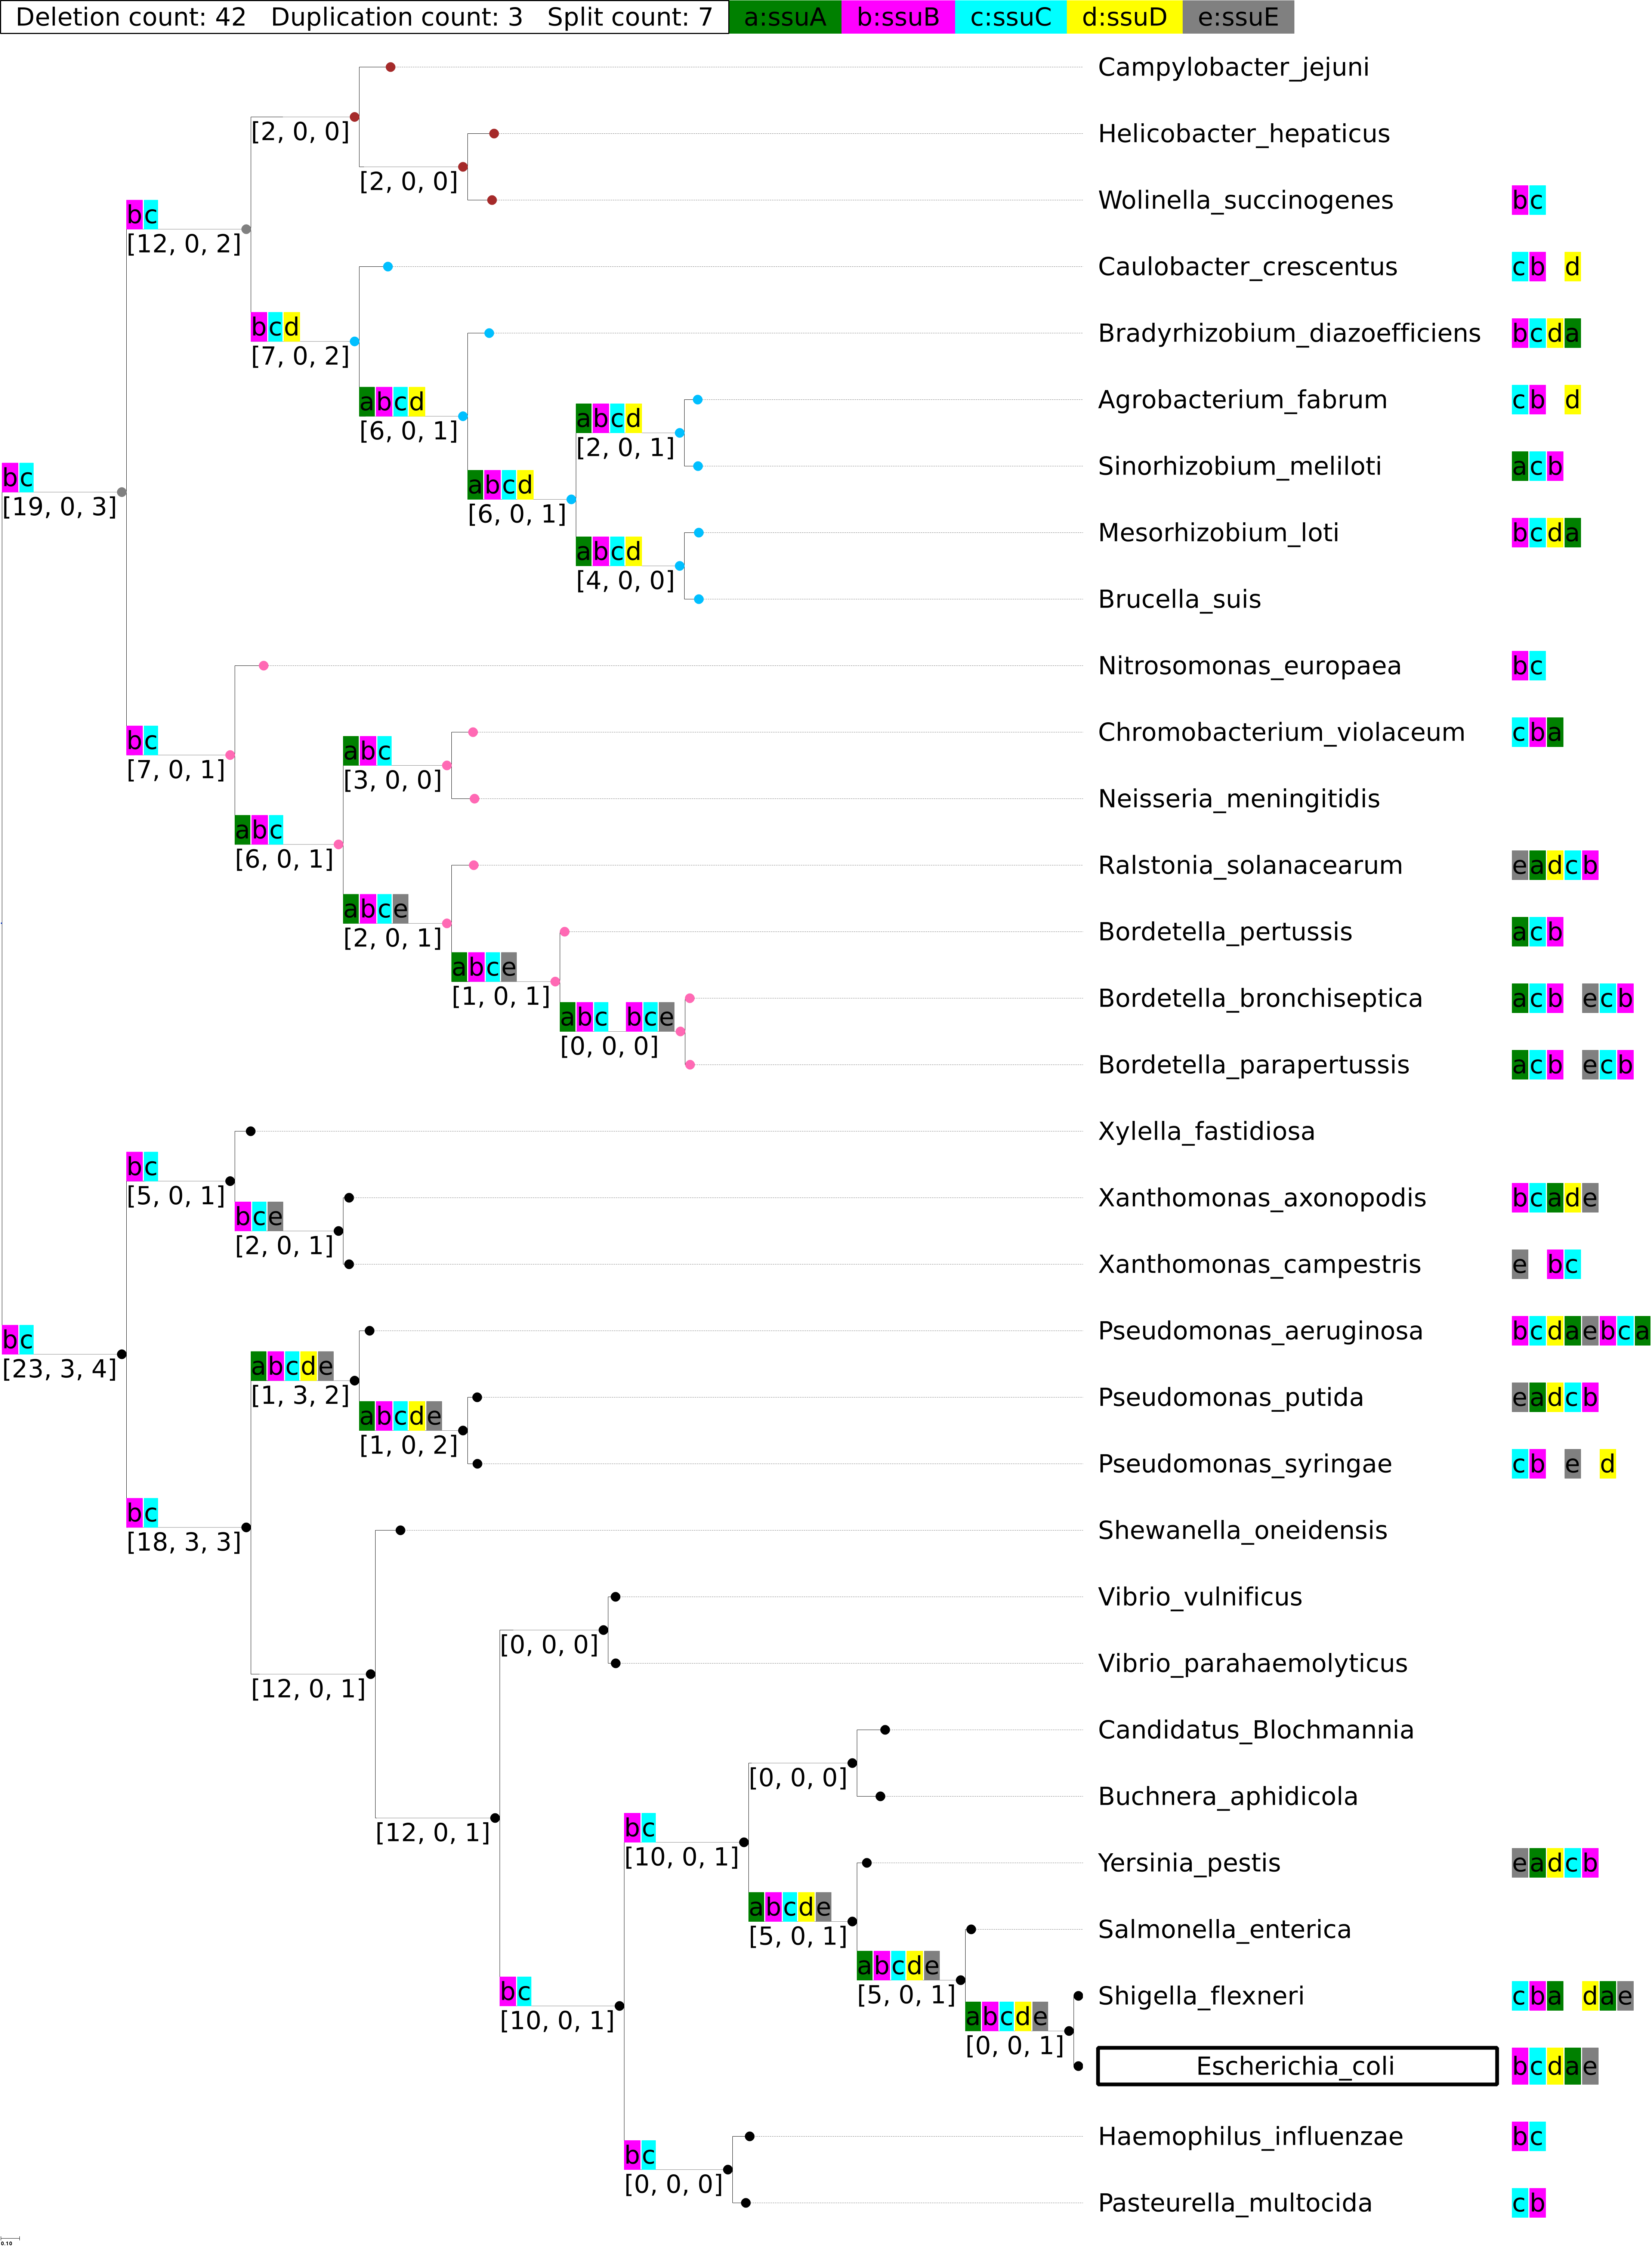 Deletion count: 42 Duplication count: 3 Split count: 7 a:ssuA b:ssuB c:ssuC d:ssuD e:ssuE
Campylobacter_jejuni
[2, 0, 0]
Helicobacter_hepaticus
[2, 0, 0]
Wolinella_succinogenes bc
bc
[12, 0, 2]
Caulobacter_crescentus cb d
bcd
Bradyrhizobium_diazoefficiens bcda
[7, 0, 2]
abcd
Agrobacterium_fabrum cb d
abcd
[6, 0, 1]
[2, 0, 1]
Sinorhizobium_meliloti acb
bc
abcd
[19, 0, 3]
[6, 0, 1]
Mesorhizobium_loti bcda
abcd
[4, 0, 0]
Brucella_suis
Nitrosomonas_europaea bc
Chromobacterium_violaceum cba
bc
abc
[7, 0, 1]
[3, 0, 0]
Neisseria_meningitidis
abc
[6, 0, 1]
Ralstonia_solanacearum eadcb
abce
Bordetella_pertussis acb
[2, 0, 1]
abce
[1, 0, 1]
Bordetella_bronchiseptica acb ecb
abc bce
[0, 0, 0]
Bordetella_parapertussis acb ecb
Xylella_fastidiosa
bc
[5, 0, 1]
Xanthomonas_axonopodis bcade
bce
[2, 0, 1]
Xanthomonas_campestris e bc
Pseudomonas_aeruginosa bcdaebca
bc
[23, 3, 4]
abcde
[1, 3, 2]
Pseudomonas_putida eadcb
abcde
[1, 0, 2]
Pseudomonas_syringae cb e d
bc
Shewanella_oneidensis
[18, 3, 3]
Vibrio_vulnificus
[0, 0, 0]
Vibrio_parahaemolyticus
[12, 0, 1]
Candidatus_Blochmannia
[0, 0, 0]
Buchnera_aphidicola
bc
[12, 0, 1]
[10, 0, 1]
Yersinia_pestis eadcb
abcde
Salmonella_enterica
[5, 0, 1]
abcde
bc
[5, 0, 1]
Shigella_flexneri cba dae
[10, 0, 1]
abcde
[0, 0, 1]
Escherichia_coli bcdae
Haemophilus_influenzae bc
bc
[0, 0, 0]
Pasteurella_multocida cb
0.10